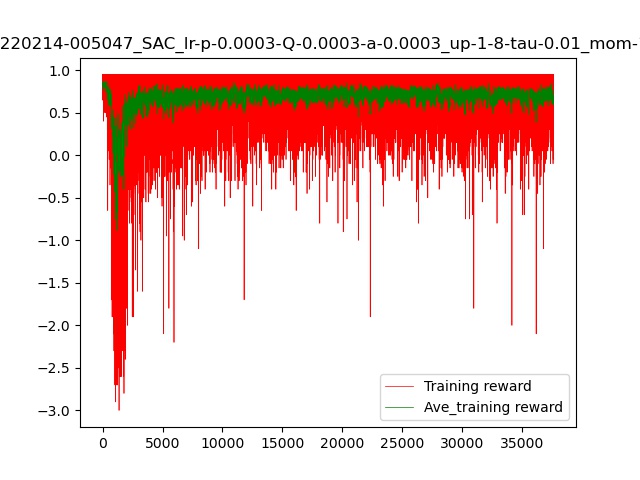 220214-005047_SAC_lr-p-0.0003-Q-0.0003-a-0.0003_up-1-8-tau-0.01_mom-
1.0
0.5
0.0
−0.5
−1.0
−1.5
−2.0
−2.5
−3.0
0 5000 10000 15000 20000 25000 30000 35000
Training reward
Ave_training reward